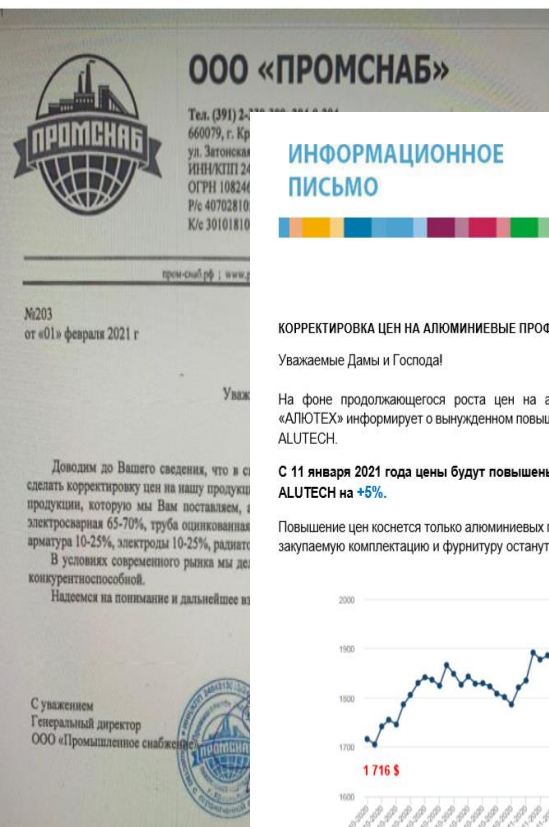 ПРОМСНАБ
ООО «ПРОМСНАБ»
Тел. (391)
660079, г. Кр
ул. Затонская
ИНН/КПП 24
ОГРН 10824
Р/с 40702810
К/с 30101810
пром-снаб.рф ; www.
№203
от «01» февраля 2021 г
Уваж
Доводим до Вашего сведения, что в с
сделать корректировку цен на нашу продукц
продукции, которую мы Вам поставляем, а
электросварная 65-70%, труба оцинкованная
арматура 10-25%, электроды 10-25%, радиато
В условиях современного рынка мы де
конкурентноспособной.
Надеемся на понимание и дальнейшее вз
С уважением
Генеральный директор
ООО «Промышленное снабжение»
ПРОМСНАБ
ИНФОРМАЦИОННОЕ
ПИСЬМО
КОРРЕКТИРОВКА ЦЕН НА АЛЮМИНИЕВЫЕ ПРОФ
Уважаемые Дамы и Господа!
На фоне продолжающегося роста цен на а
«АЛЮТЕХ» информирует о вынужденном повыш
ALUTECH.
С 11 января 2021 года цены будут повышены
ALUTECH на +5%.
Повышение цен коснется только алюминиевых п
закупаемую комплектацию и фурнитуру останут
2000
1900
1800
1700
1600
1 716 $